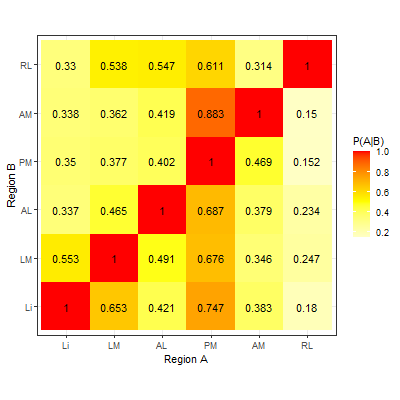 RL 0.33 0.538 0.547 0.611 0.314 1
AM 0.338 0.362 0.419 0.883 1 0.15
PM 0.35 0.377 0.402 1 0.469 0.152
AL 0.337 0.465 1 0.687 0.379 0.234
LM 0.553 1 0.491 0.676 0.346 0.247
Li 1 0.653 0.421 0.747 0.383 0.18
Li LM AL PM AM RL
Region A
Region B
P(A|B)
1.0
0.8
0.6
0.4
0.2